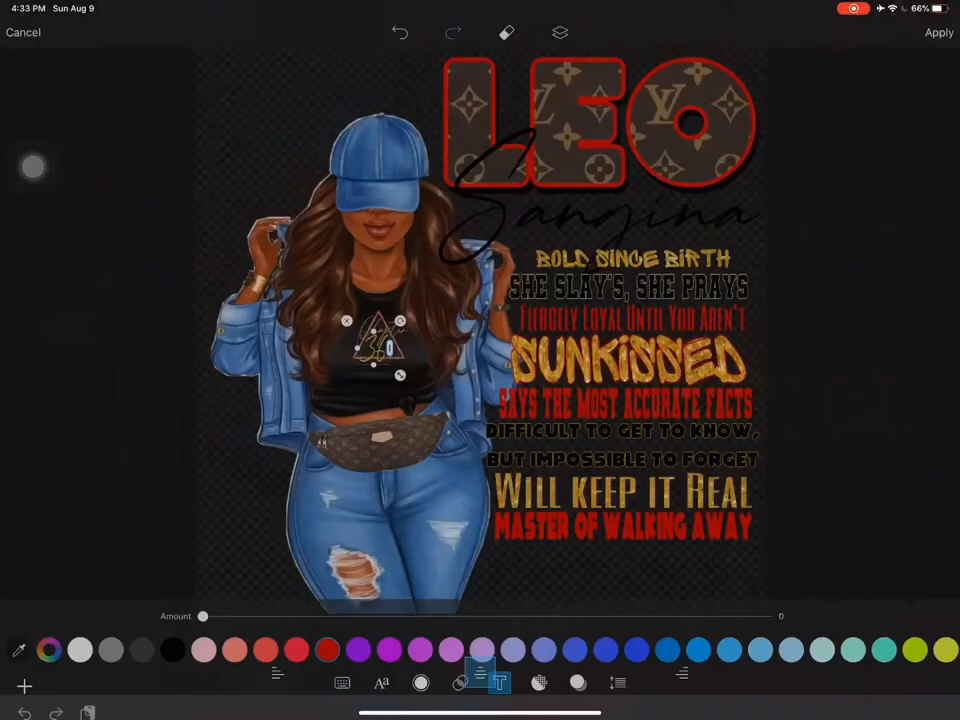 4:33 PM Sun Aug 9
66%
Cancel
Apply
LEO
Sangina
BOLD SINCE BIRTH
SHE SLAY'S, SHE PRAYS
FIERCELY LOYAL UNTIL YOU AREN'T
SUNKISSED
SAYS THE MOST ACCURATE FACTS
DIFFICULT TO GET TO KNOW,
BUT IMPOSSIBLE TO FORGET
WILL KEEP IT REAL
MASTER OF WALKING AWAY
Amount
0
Aa
T